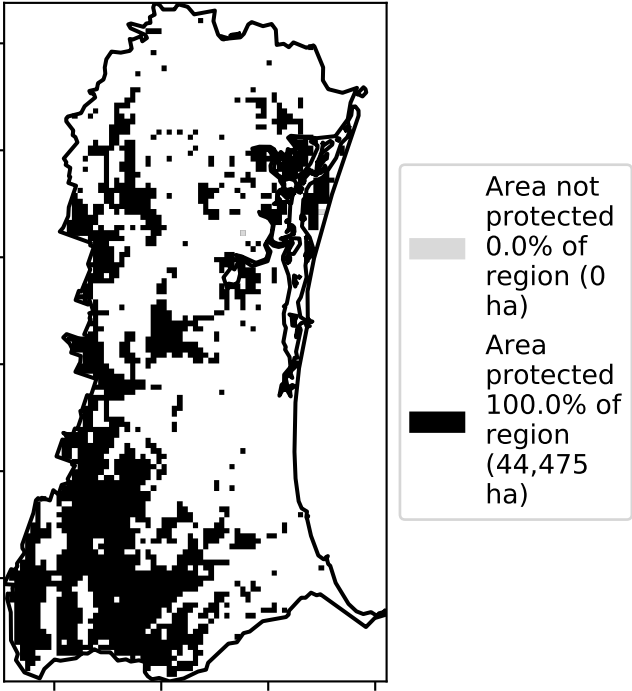 Area not
protected
0.0% of
region (0
ha)
Area
protected
100.0% of
region
(44,475
ha)